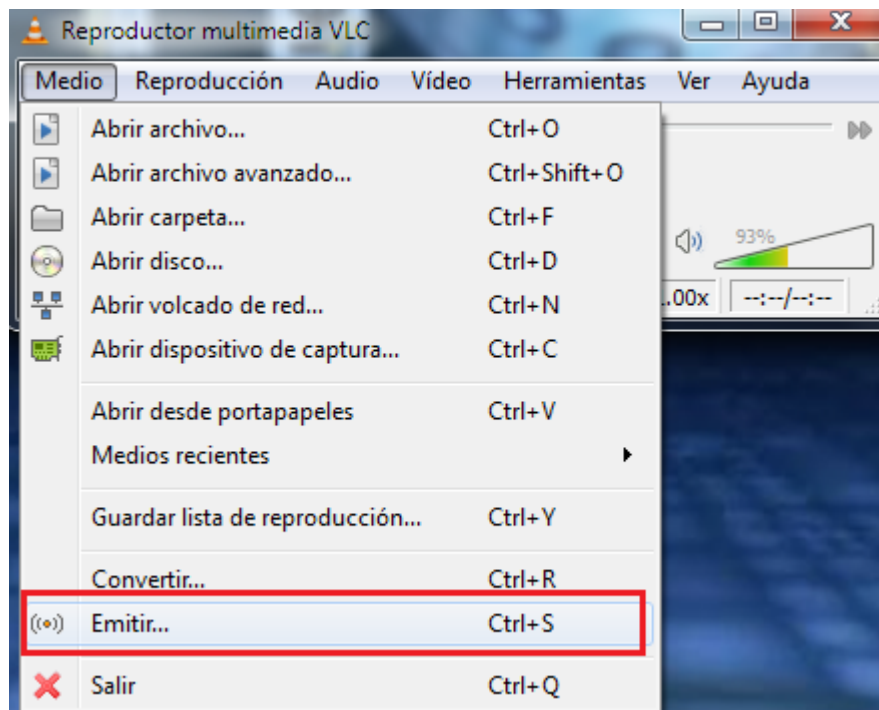 Reproductor multimedia VLC
Medio Reproducción Audio Vídeo Herramientas Ver Ayuda
Abrir archivo... Ctrl+O
Abrir archivo avanzado... Ctrl+Shift+O
Abrir carpeta... Ctrl+F
93%
Abrir disco... Ctrl+D
Abrir volcado de red... Ctrl+N .00x --:--/--:--
Abrir dispositivo de captura... Ctrl+C
Abrir desde portapapeles Ctrl+V
Medios recientes
Guardar lista de reproducción... Ctrl+Y
Convertir... Ctrl+R
Emitir... Ctrl+S
Salir Ctrl+Q